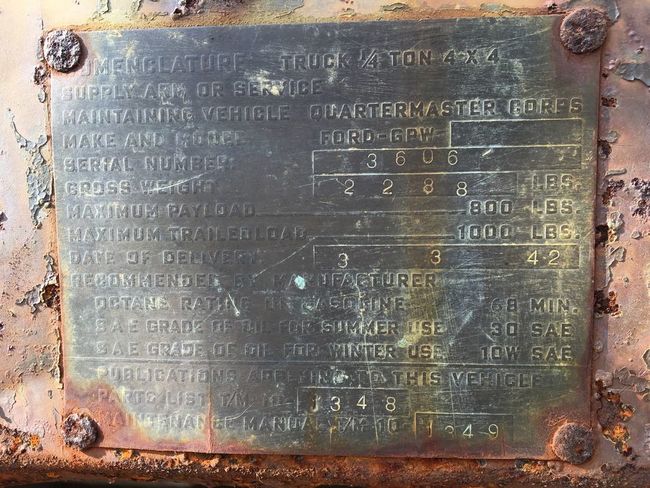 NOMENCLATURE TRUCK ¼ TON 4 X 4
SUPPLY ARM OR SERVICE
MAINTAINING VEHICLE QUARTERMASTER CORPS
MAKE AND MODEL FORD-GPW-
SERIAL NUMBER 3606
GROSS WEIGHT 2288 LBS.
MAXIMUM PAYLOAD 800 LBS.
MAXIMUM TRAILED LOAD 1000 LBS.
DATE OF DELIVERY 3 3 42
RECOMMENDED BY MANUFACTURER
OCTANE RATING OF GASOLINE 68 MIN.
S A E GRADE OF OIL FOR SUMMER USE 30 SAE
S A E GRADE OF OIL FOR WINTER USE 10W SAE
PUBLICATIONS APPLYING TO THIS VEHICLE
PARTS LIST T/M 10- 1348
MAINTENANCE MANUAL T/M 10- 1349